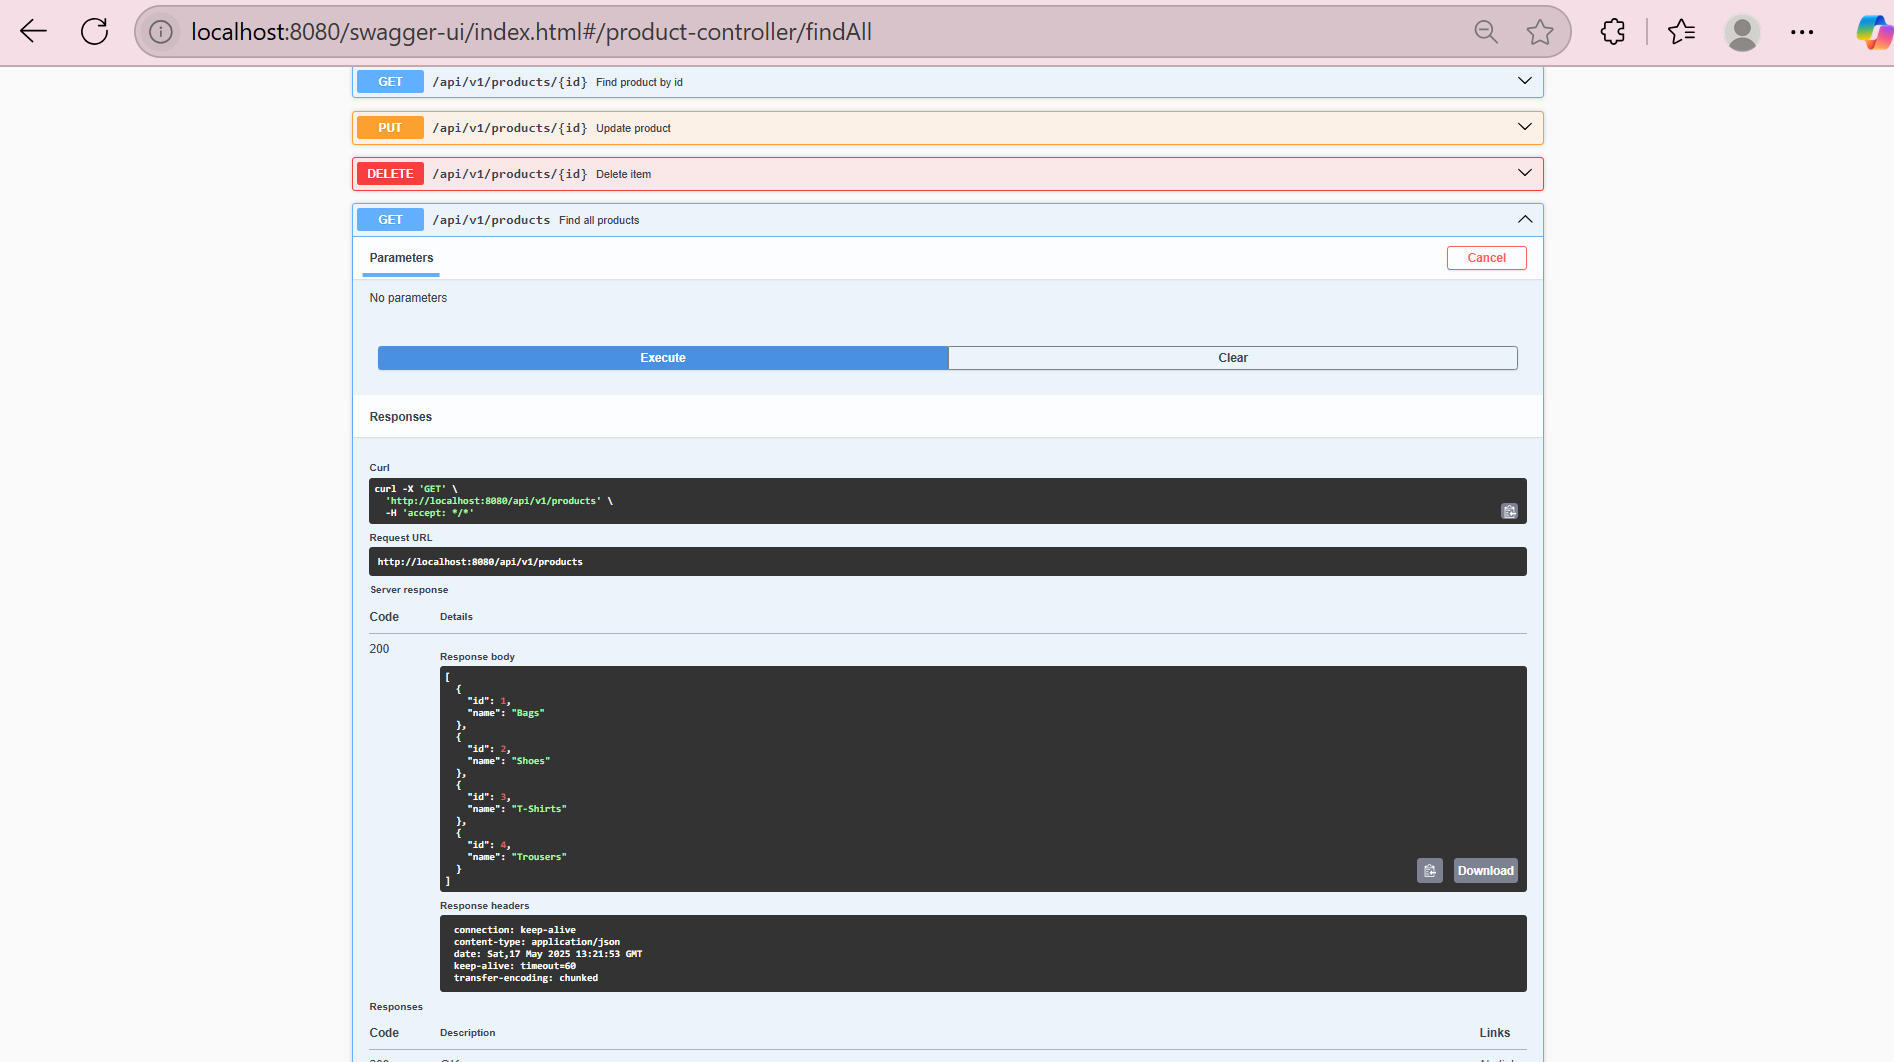 localhost:8080/swagger-ui/index.html#/product-controller/findAll
GET /api/v1/products/{id} Find product by id
PUT /api/v1/products/{id} Update product
DELETE /api/v1/products/{id} Delete item
GET /api/v1/products Find all products
Parameters Cancel
No parameters
Execute Clear
Responses
Curl
curl -X 'GET' \
'http://localhost:8080/api/v1/products' \
-H 'accept: */*'
Request URL
http://localhost:8080/api/v1/products
Server response
Code Details
200
Response body
[
{
"id": 1,
"name": "Bags"
},
{
"id": 2,
"name": "Shoes"
},
{
"id": 3,
"name": "T-Shirts"
},
{
"id": 4,
"name": "Trousers"
}
]
Download
Response headers
connection: keep-alive
content-type: application/json
date: Sat,17 May 2025 13:21:53 GMT
keep-alive: timeout=60
transfer-encoding: chunked
Responses
Code Description Links